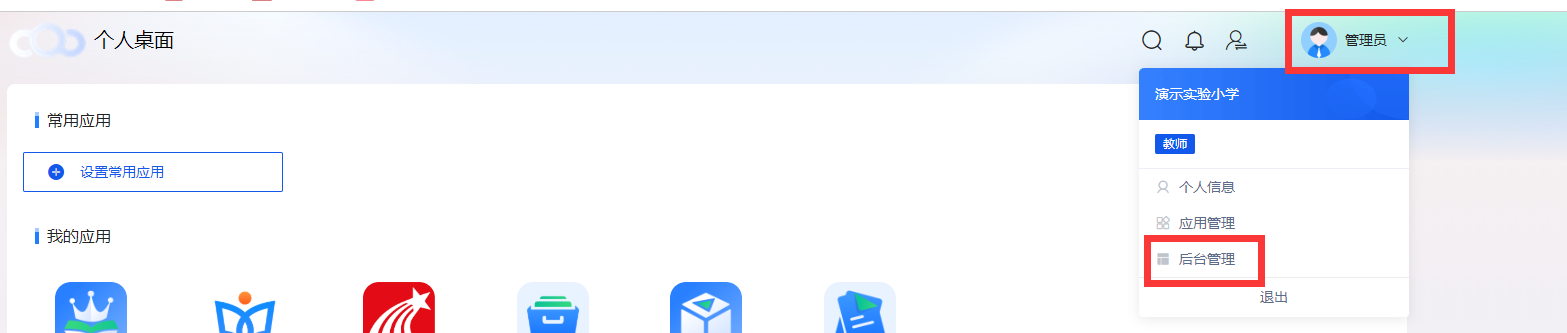 个人桌面
管理员
演示实验小学
教师
个人信息
应用管理
后台管理
退出
常用应用
设置常用应用
我的应用